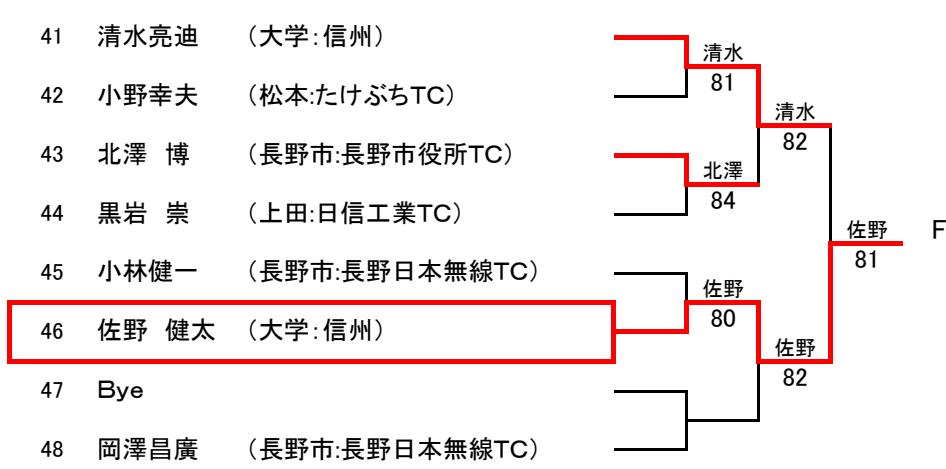 41 清水亮迪 （大学：信州）
清水
42 小野幸夫 （松本:たけぶちTC）
81
清水
82
43 北澤　博 （長野市:長野市役所TC）
北澤
44 黒岩　崇 （上田:日信工業TC）
84
佐野 F
81
45 小林健一 （長野市:長野日本無線TC）
佐野
46 佐野　健太 （大学：信州）
80
佐野
82
47 Bye
48 岡澤昌廣 （長野市:長野日本無線TC）